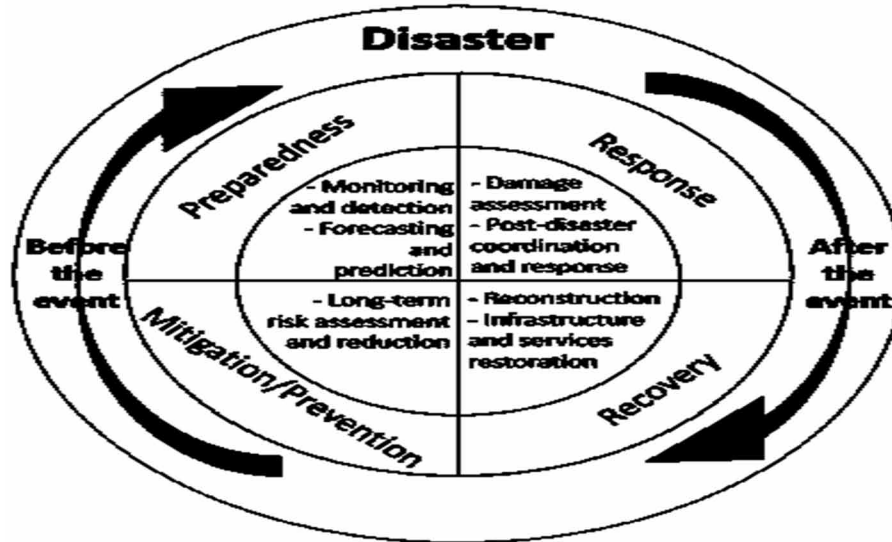 Disaster
Preparedness
Response
- Monitoring
and detection
- Forecasting
and
prediction
- Damage
assessment
- Post-disaster
coordination
and response
Before
the
event
After
the
event
- Long-term
risk assessment
and reduction
- Reconstruction
- Infrastructure
and services
restoration
Mitigation/Prevention
Recovery